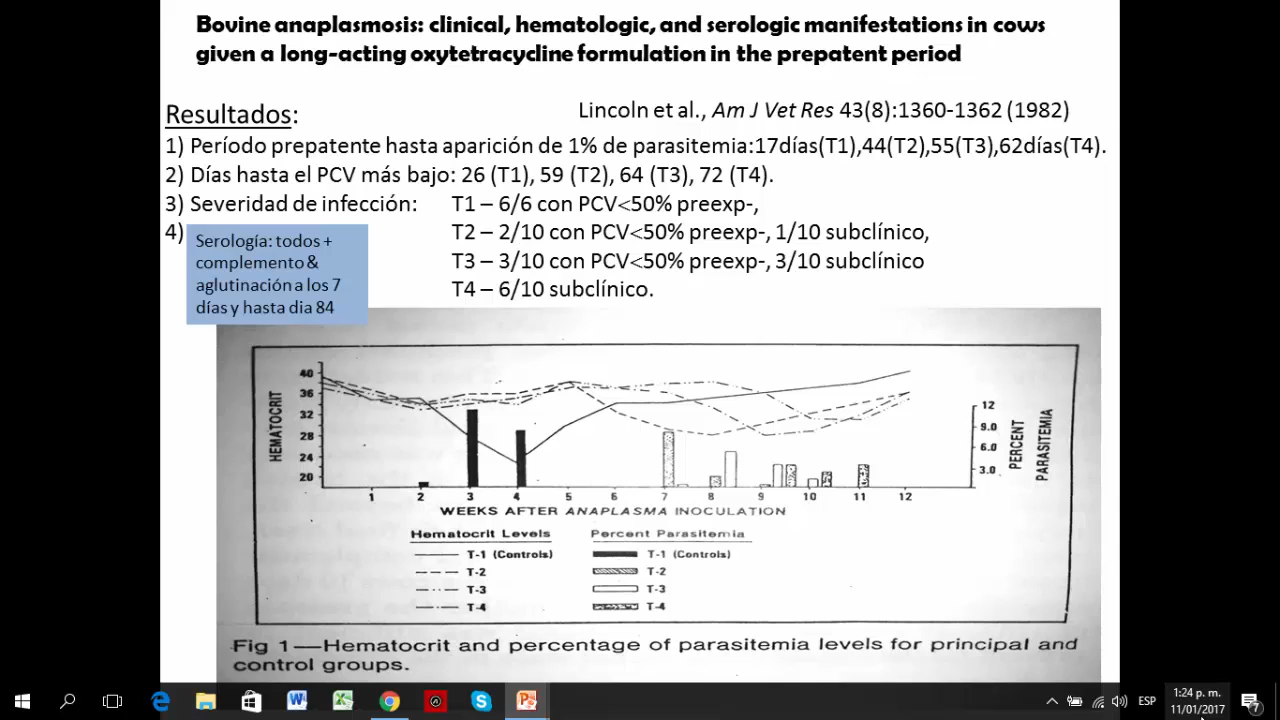 Bovine anaplasmosis: clinical, hematologic, and serologic manifestations in cows
given a long-acting oxytetracycline formulation in the prepatent period
Resultados:
Lincoln et al., Am J Vet Res 43(8):1360-1362 (1982)
1) Período prepatente hasta aparición de 1% de parasitemia:17días(T1),44(T2),55(T3),62días(T4).
2) Días hasta el PCV más bajo: 26 (T1), 59 (T2), 64 (T3), 72 (T4).
3) Severidad de infección: T1 – 6/6 con PCV<50% preexp-,
4) T2 – 2/10 con PCV<50% preexp-, 1/10 subclínico,
T3 – 3/10 con PCV<50% preexp-, 3/10 subclínico
T4 – 6/10 subclínico.
Serología: todos +
complemento &
aglutinación a los 7
días y hasta dia 84
HEMATOCRIT
40
36
32
28
24
20
12
9.0
6.0
3.0
PERCENT
PARASITEMIA
1 2 3 4 5 6 7 8 9 10 11 12
WEEKS AFTER ANAPLASMA INOCULATION
Hematocrit Levels Percent Parasitemia
T-1 (Controls) T-1 (Controls)
T-2 T-2
T-3 T-3
T-4 T-4
Fig 1—Hematocrit and percentage of parasitemia levels for principal and
control groups.
ESP
1:24 p. m.
11/01/2017
7